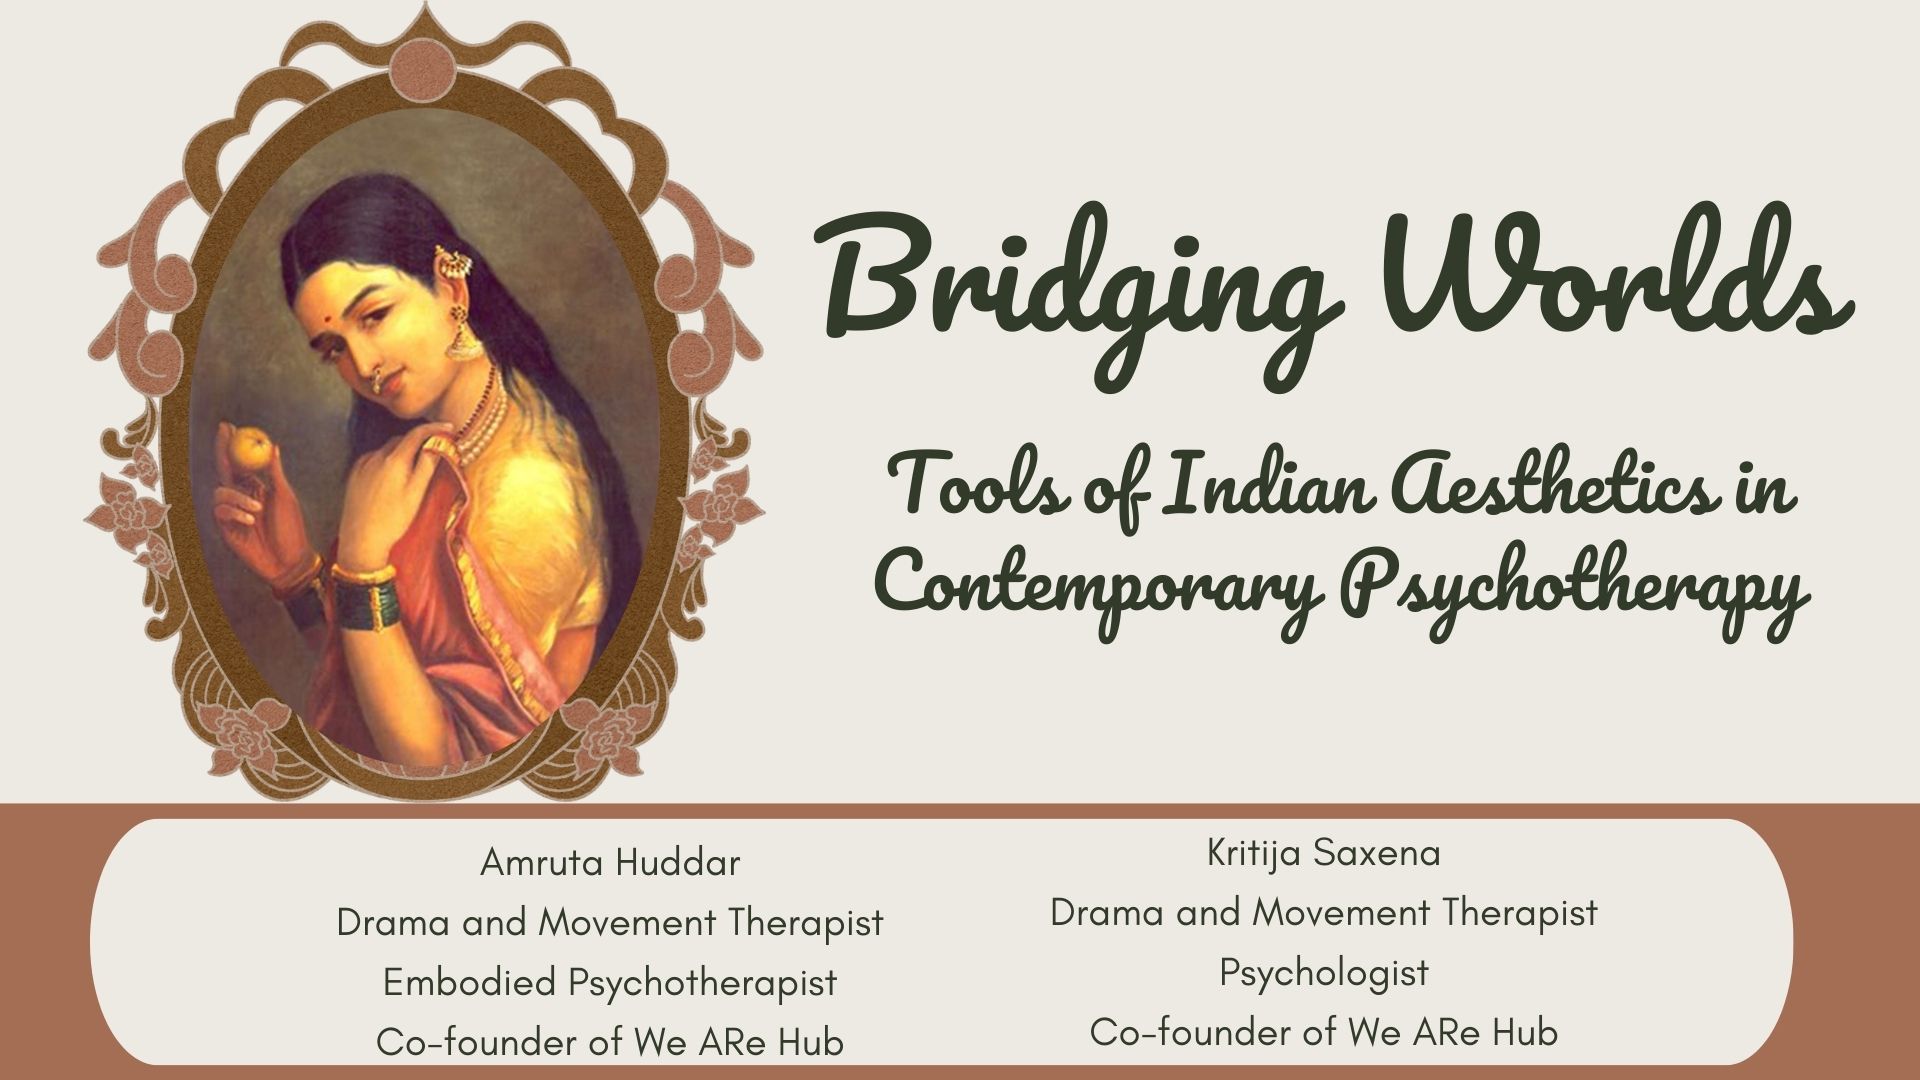 Bridging Worlds
Tools of Indian Aesthetics in
Contemporary Psychotherapy
Amruta Huddar
Drama and Movement Therapist
Embodied Psychotherapist
Co-founder of We ARe Hub
Kritija Saxena
Drama and Movement Therapist
Psychologist
Co-founder of We ARe Hub